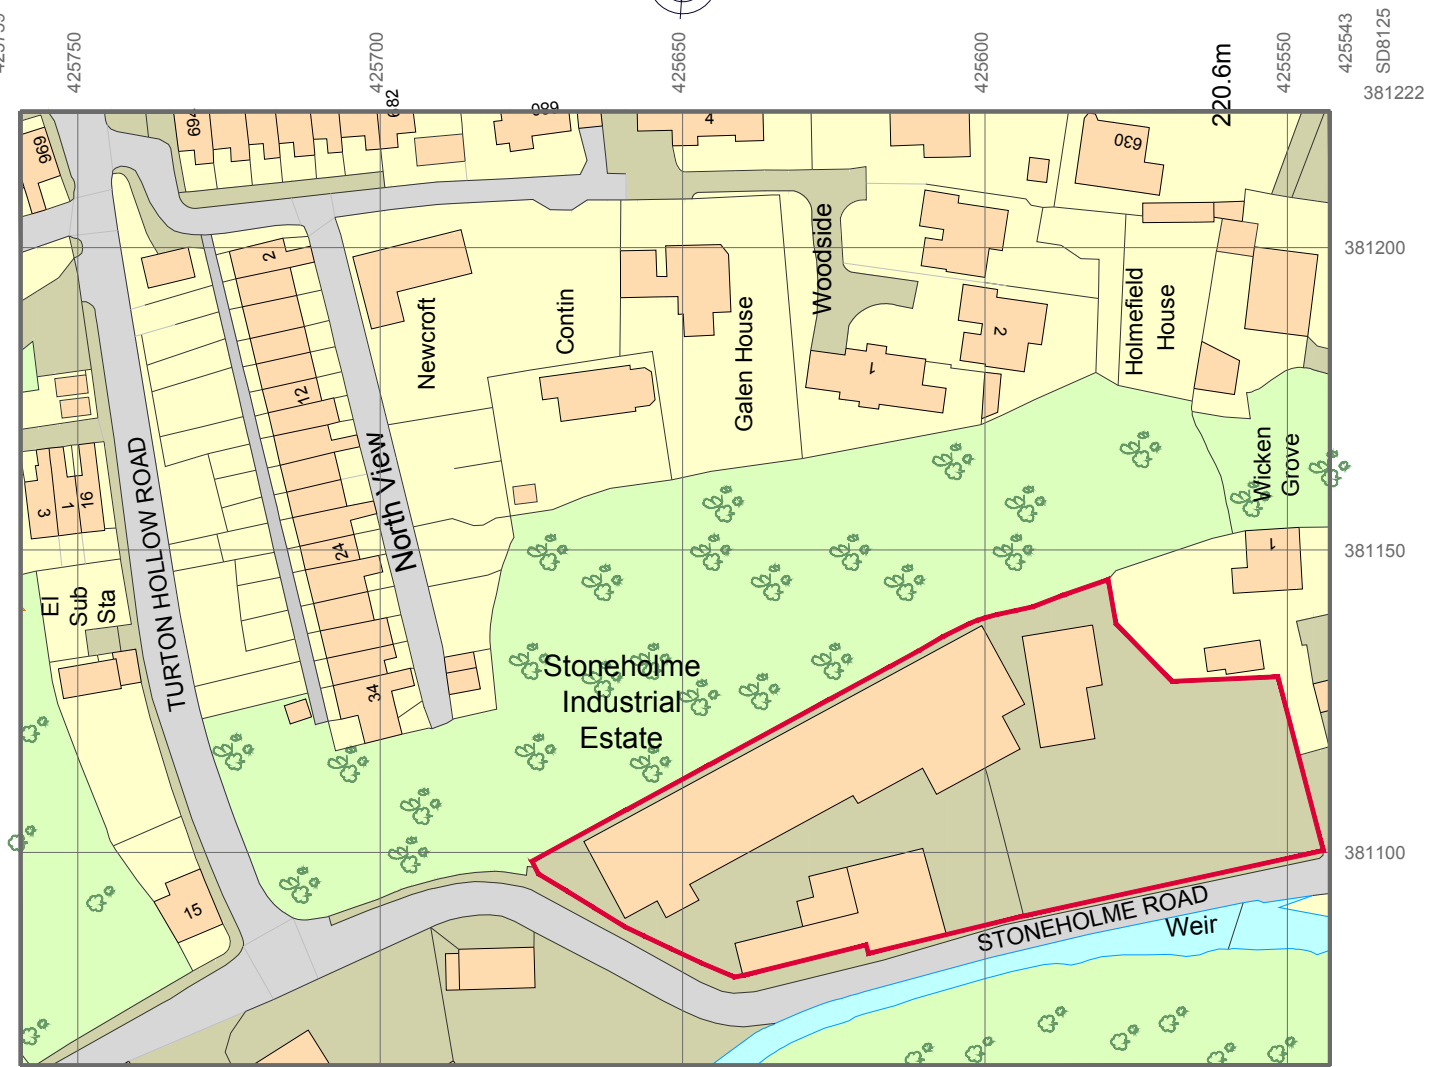 425750
425700
425650
425600
425550
425543
SD8125
381222
220.6m
694
682
4
630
696
2
Woodside
381200
Newcroft
Contin
Galen House
Holmefield
House
2
1
12
TURTON HOLLOW ROAD
North View
Wicken
Grove
3
1
16
24
1
381150
El
Sub
Sta
34
Stoneholme
Industrial
Estate
381100
15
STONEHOLME ROAD
Weir